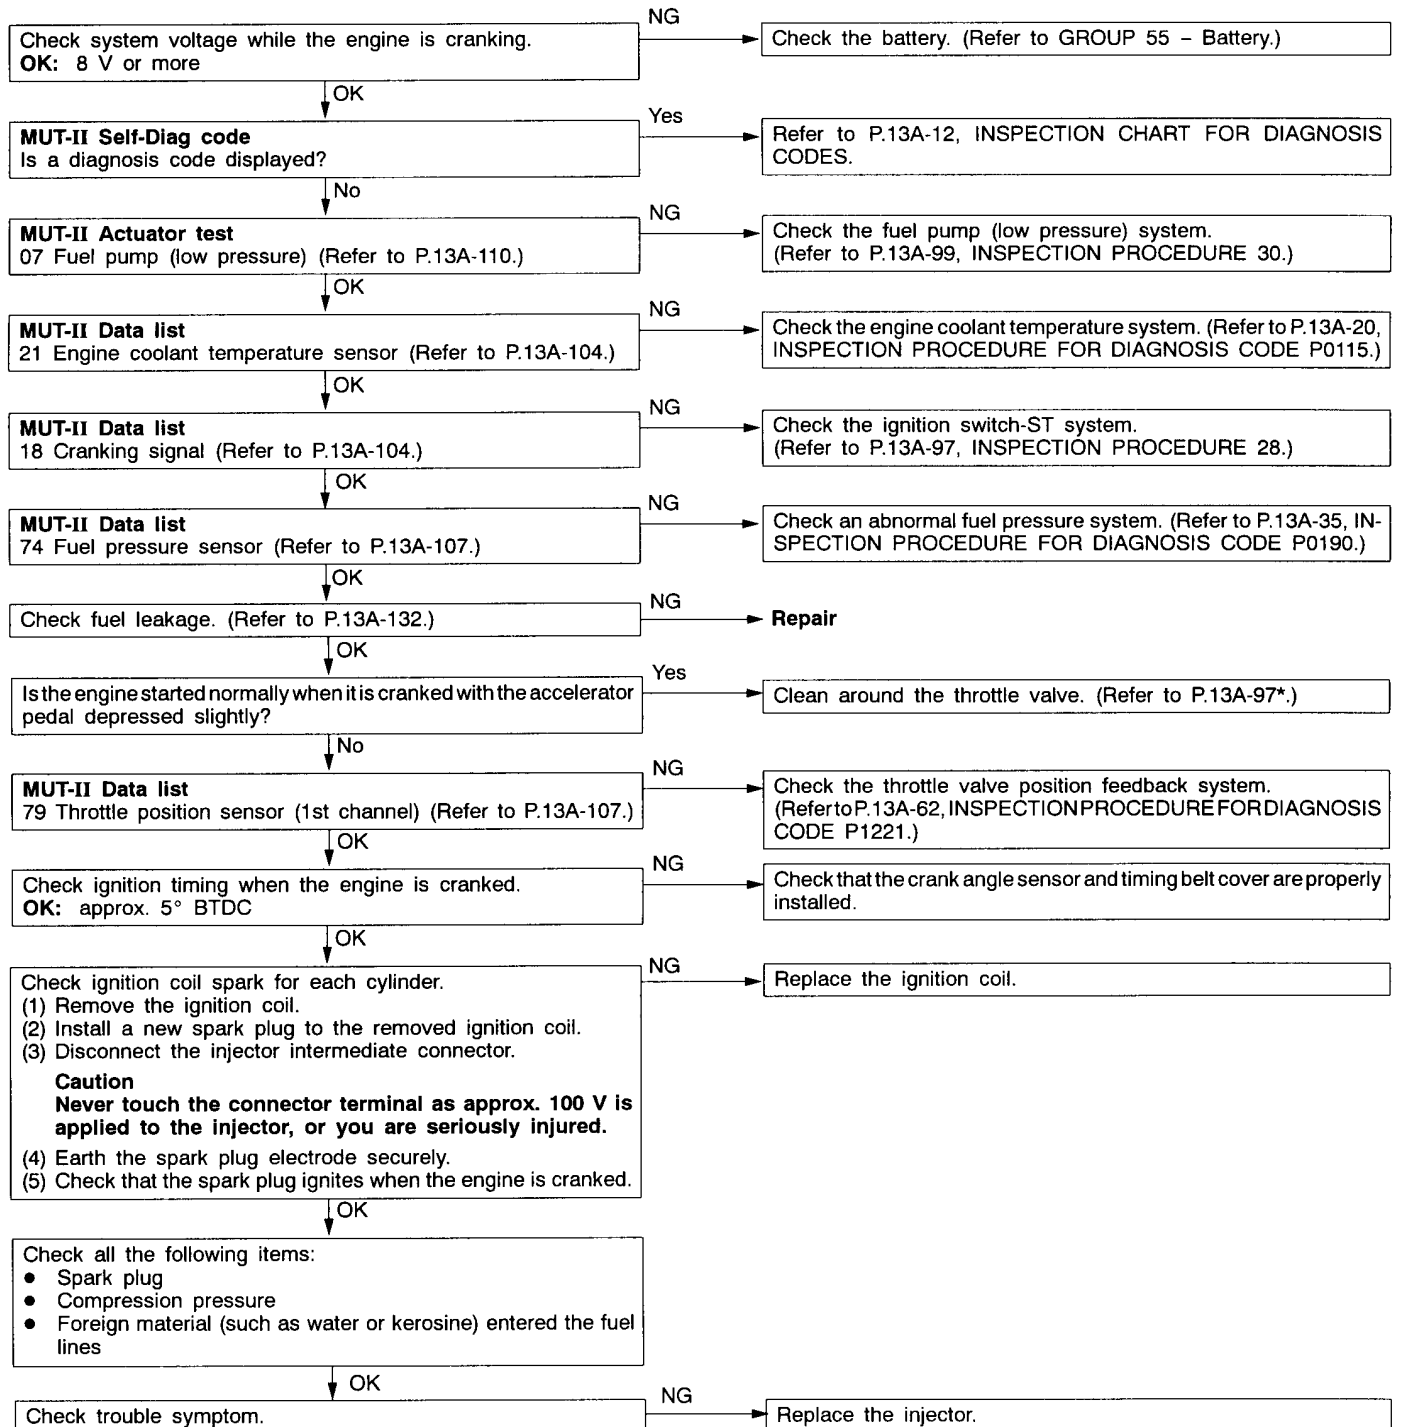 NG
Check system voltage while the engine is cranking.
OK: 8 V or more
Check the battery. (Refer to GROUP 55 – Battery.)
OK
Yes
MUT-II Self-Diag code
Is a diagnosis code displayed?
Refer to P.13A-12, INSPECTION CHART FOR DIAGNOSIS
CODES.
No
NG
MUT-II Actuator test
07 Fuel pump (low pressure) (Refer to P.13A-110.)
Check the fuel pump (low pressure) system.
(Refer to P.13A-99, INSPECTION PROCEDURE 30.)
OK
NG
MUT-II Data list
21 Engine coolant temperature sensor (Refer to P.13A-104.)
Check the engine coolant temperature system. (Refer to P.13A-20,
INSPECTION PROCEDURE FOR DIAGNOSIS CODE P0115.)
OK
NG
MUT-II Data list
18 Cranking signal (Refer to P.13A-104.)
Check the ignition switch-ST system.
(Refer to P.13A-97, INSPECTION PROCEDURE 28.)
OK
NG
MUT-II Data list
74 Fuel pressure sensor (Refer to P.13A-107.)
Check an abnormal fuel pressure system. (Refer to P.13A-35, IN-
SPECTION PROCEDURE FOR DIAGNOSIS CODE P0190.)
OK
NG
Check fuel leakage. (Refer to P.13A-132.)
Repair
OK
Yes
Is the engine started normally when it is cranked with the accelerator
pedal depressed slightly?
Clean around the throttle valve. (Refer to P.13A-97*.)
No
NG
MUT-II Data list
79 Throttle position sensor (1st channel) (Refer to P.13A-107.)
Check the throttle valve position feedback system.
(Refer to P.13A-62, INSPECTION PROCEDURE FOR DIAGNOSIS
CODE P1221.)
OK
NG
Check ignition timing when the engine is cranked.
OK: approx. 5° BTDC
Check that the crank angle sensor and timing belt cover are properly
installed.
OK
NG
Check ignition coil spark for each cylinder.
(1) Remove the ignition coil.
(2) Install a new spark plug to the removed ignition coil.
(3) Disconnect the injector intermediate connector.
Caution
Never touch the connector terminal as approx. 100 V is
applied to the injector, or you are seriously injured.
(4) Earth the spark plug electrode securely.
(5) Check that the spark plug ignites when the engine is cranked.
Replace the ignition coil.
OK
Check all the following items:
● Spark plug
● Compression pressure
● Foreign material (such as water or kerosine) entered the fuel
lines
OK
NG
Check trouble symptom.
Replace the injector.